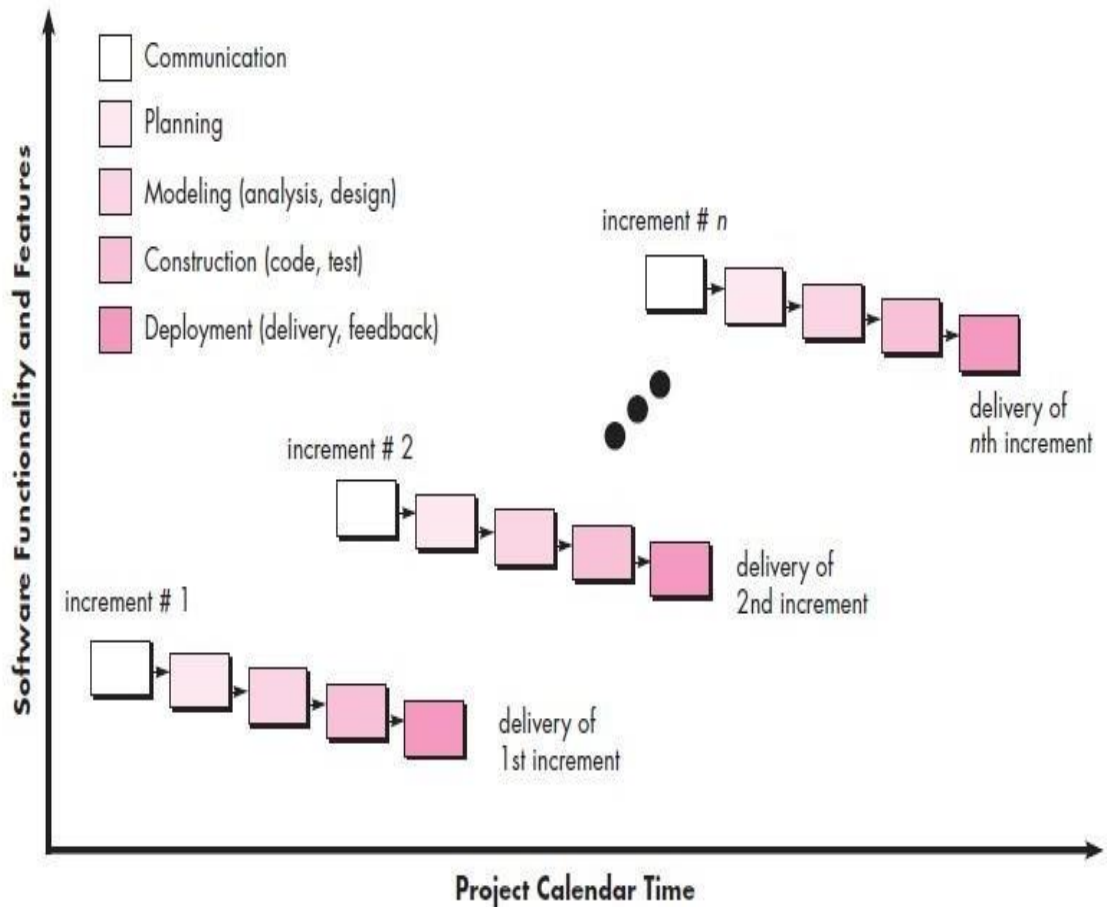 Communication
Planning
Modeling (analysis, design)
Construction (code, test)
Deployment (delivery, feedback)
increment # n
delivery of
nth increment
increment # 2
delivery of
2nd increment
increment # 1
delivery of
1st increment
Software Functionality and Features
Project Calendar Time